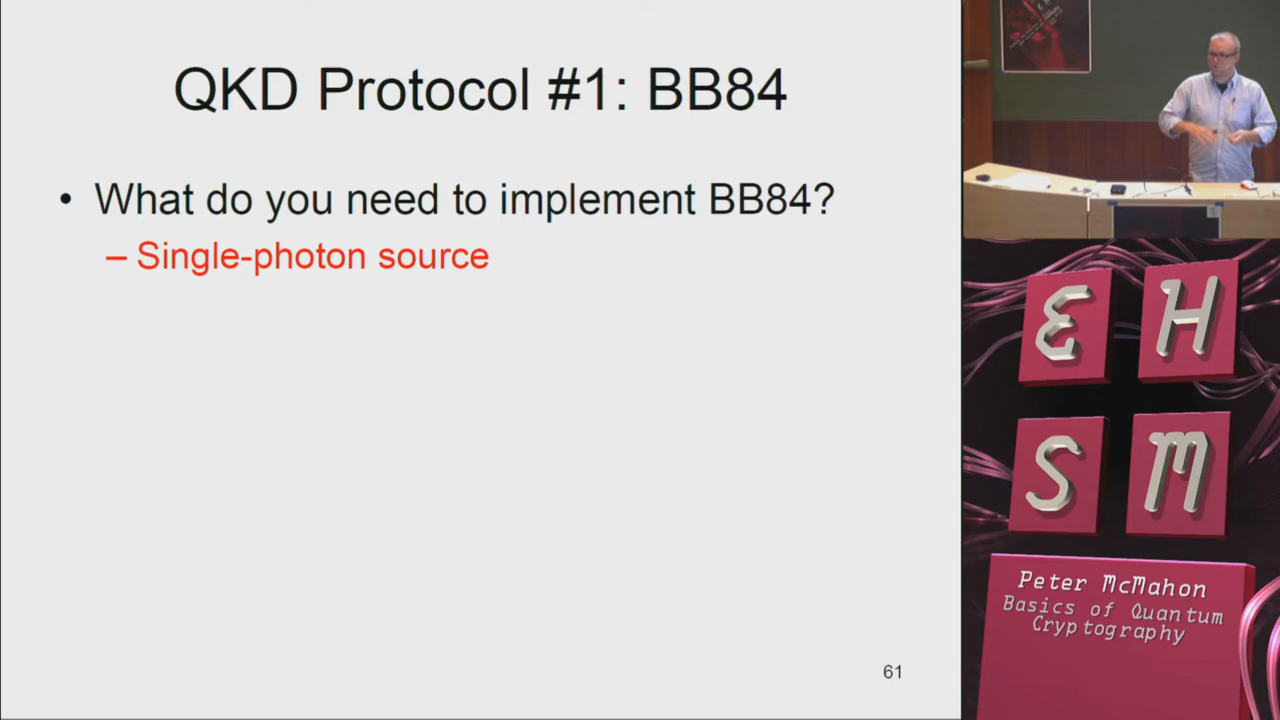 QKD Protocol #1: BB84
• What do you need to implement BB84?
– Single-photon source
61
E H
S M
Peter McMahon
Basics of Quantum
Cryptography